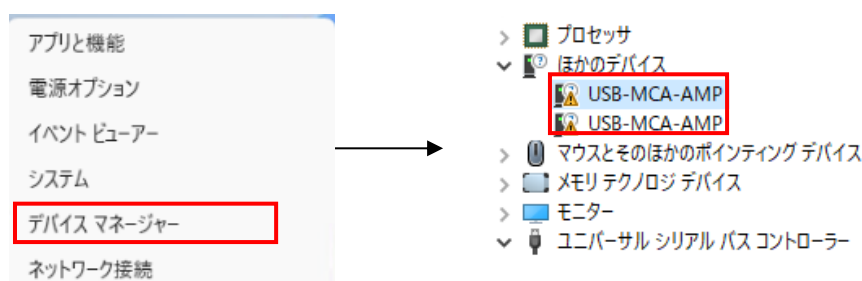 アプリと機能
電源オプション
イベント ビューアー
システム
デバイス マネージャー
ネットワーク接続
プロセッサ
ほかのデバイス
USB-MCA-AMP
USB-MCA-AMP
マウスとそのほかのポインティング デバイス
メモリ テクノロジ デバイス
モニター
ユニバーサル シリアル バス コントローラー